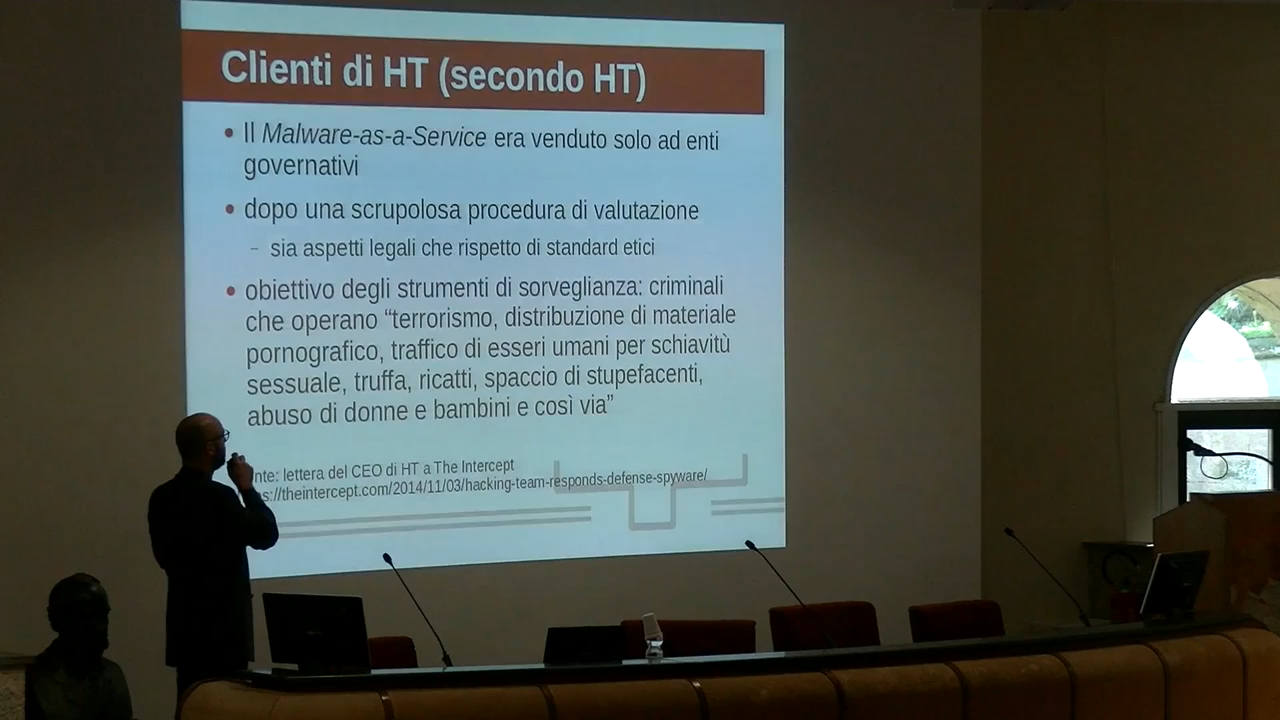 Clienti di HT (secondo HT)
• Il Malware-as-a-Service era venduto solo ad enti
governativi
• dopo una scrupolosa procedura di valutazione
– sia aspetti legali che rispetto di standard etici
• obiettivo degli strumenti di sorveglianza: criminali
che operano “terrorismo, distribuzione di materiale
pornografico, traffico di esseri umani per schiavitù
sessuale, truffa, ricatti, spaccio di stupefacenti,
abuso di donne e bambini e così via”
nte: lettera del CEO di HT a The Intercept
s://theintercept.com/2014/11/03/hacking-team-responds-defense-spyware/